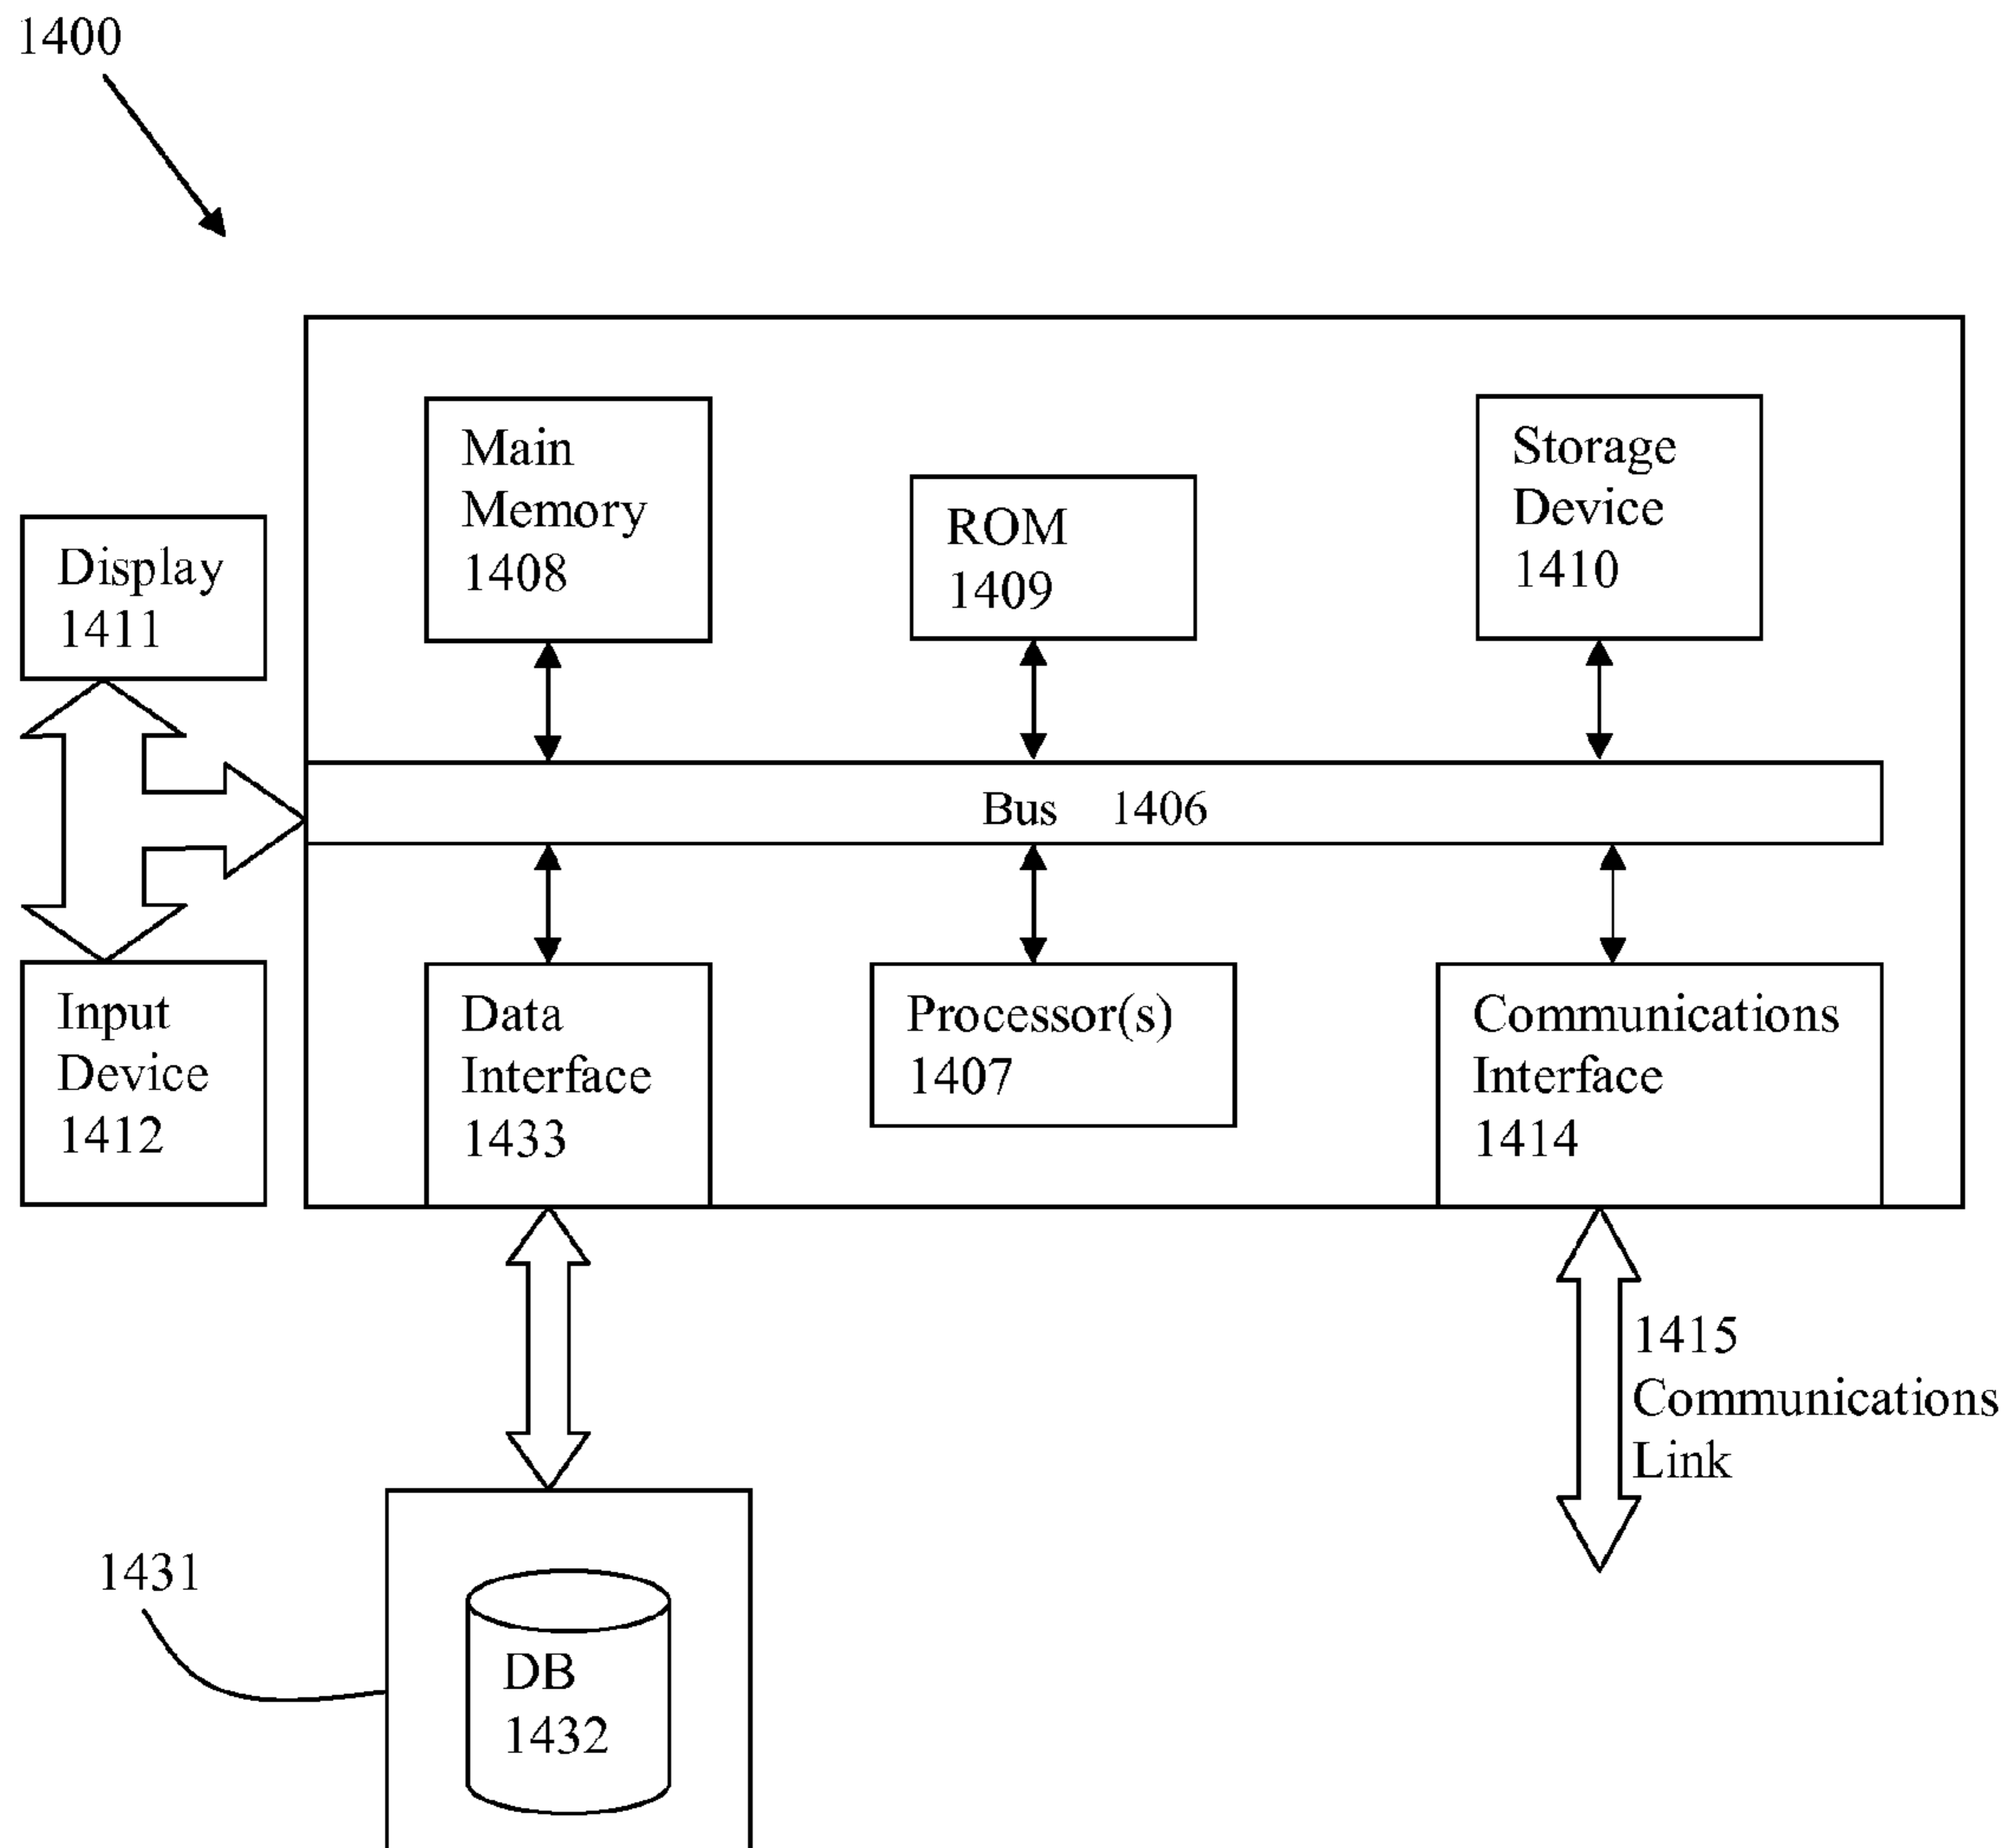 1400
Main
Memory
1408
ROM
1409
Storage
Device
1410
Display
1411
Bus 1406
Input
Device
1412
Data
Interface
1433
Processor(s)
1407
Communications
Interface
1414
1415
Communications
Link
1431
DB
1432